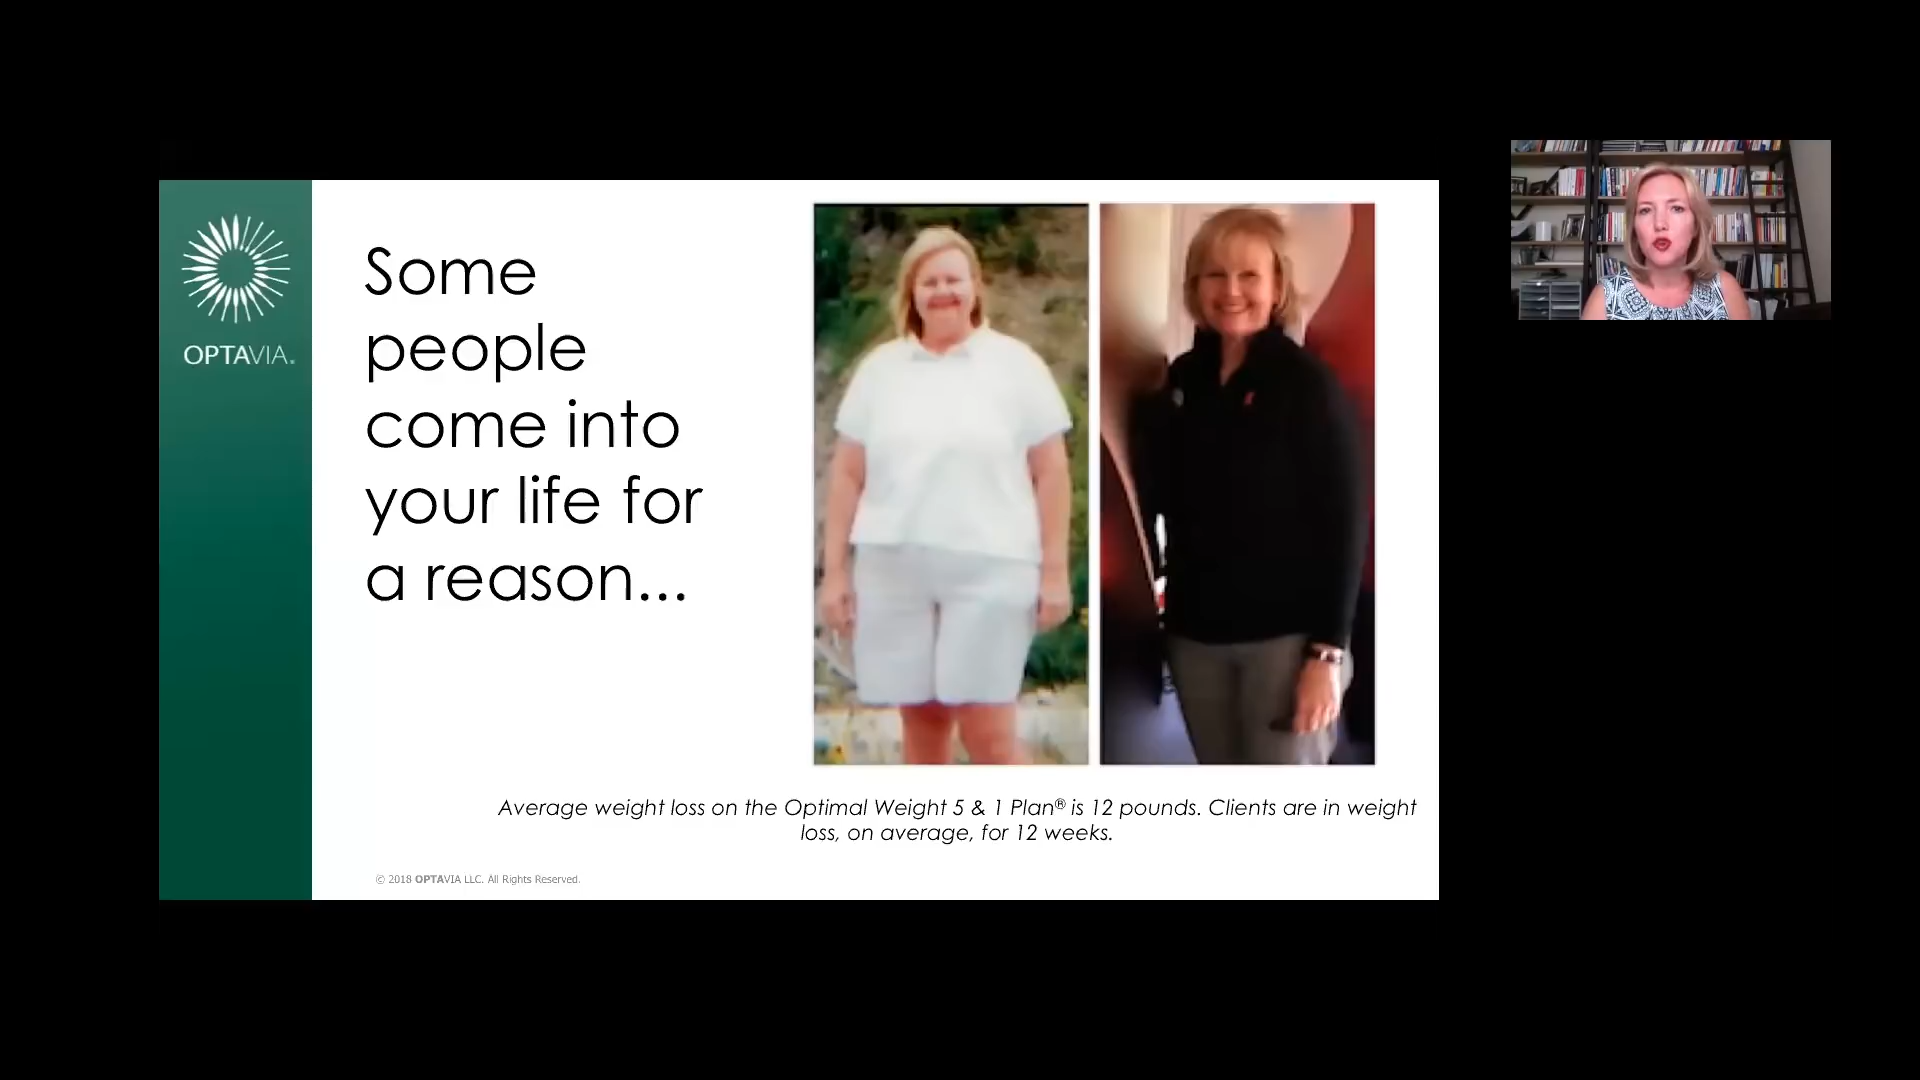 OPTAVIA.
Some
people
come into
your life for
a reason...
Average weight loss on the Optimal Weight 5 & 1 Plan® is 12 pounds. Clients are in weight
loss, on average, for 12 weeks.
© 2018 OPTAVIA LLC. All Rights Reserved.